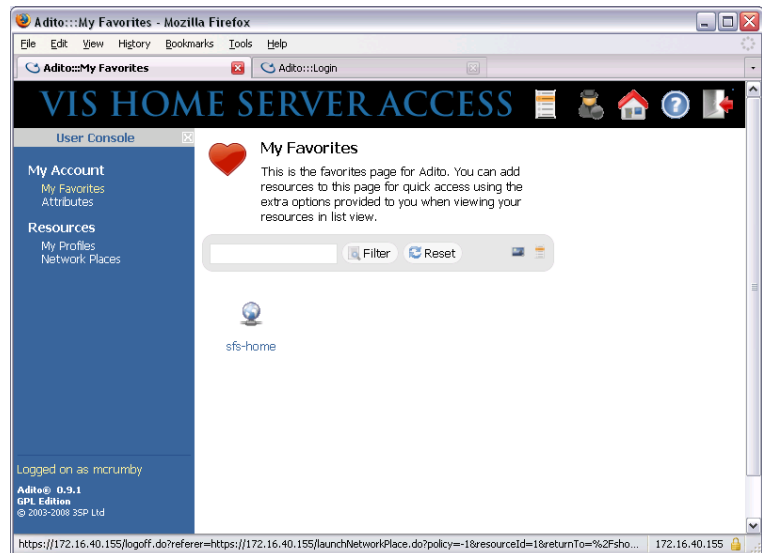 Adito:::My Favorites - Mozilla Firefox
File Edit View History Bookmarks Tools Help
Adito:::My Favorites
Adito:::Login
VIS HOME SERVER ACCESS
User Console
My Account
My Favorites
Attributes
Resources
My Profiles
Network Places
My Favorites
This is the favorites page for Adito. You can add
resources to this page for quick access using the
extra options provided to you when viewing your
resources in list view.
Filter Reset
sfs-home
Logged on as mcrumby
Adito® 0.9.1
GPL Edition
© 2003-2008 3SP Ltd
https://172.16.40.155/logoff.do?referer=https://172.16.40.155/launchNetworkPlace.do?policy=-1&resourceId=1&returnTo=%2Fsho... 172.16.40.155